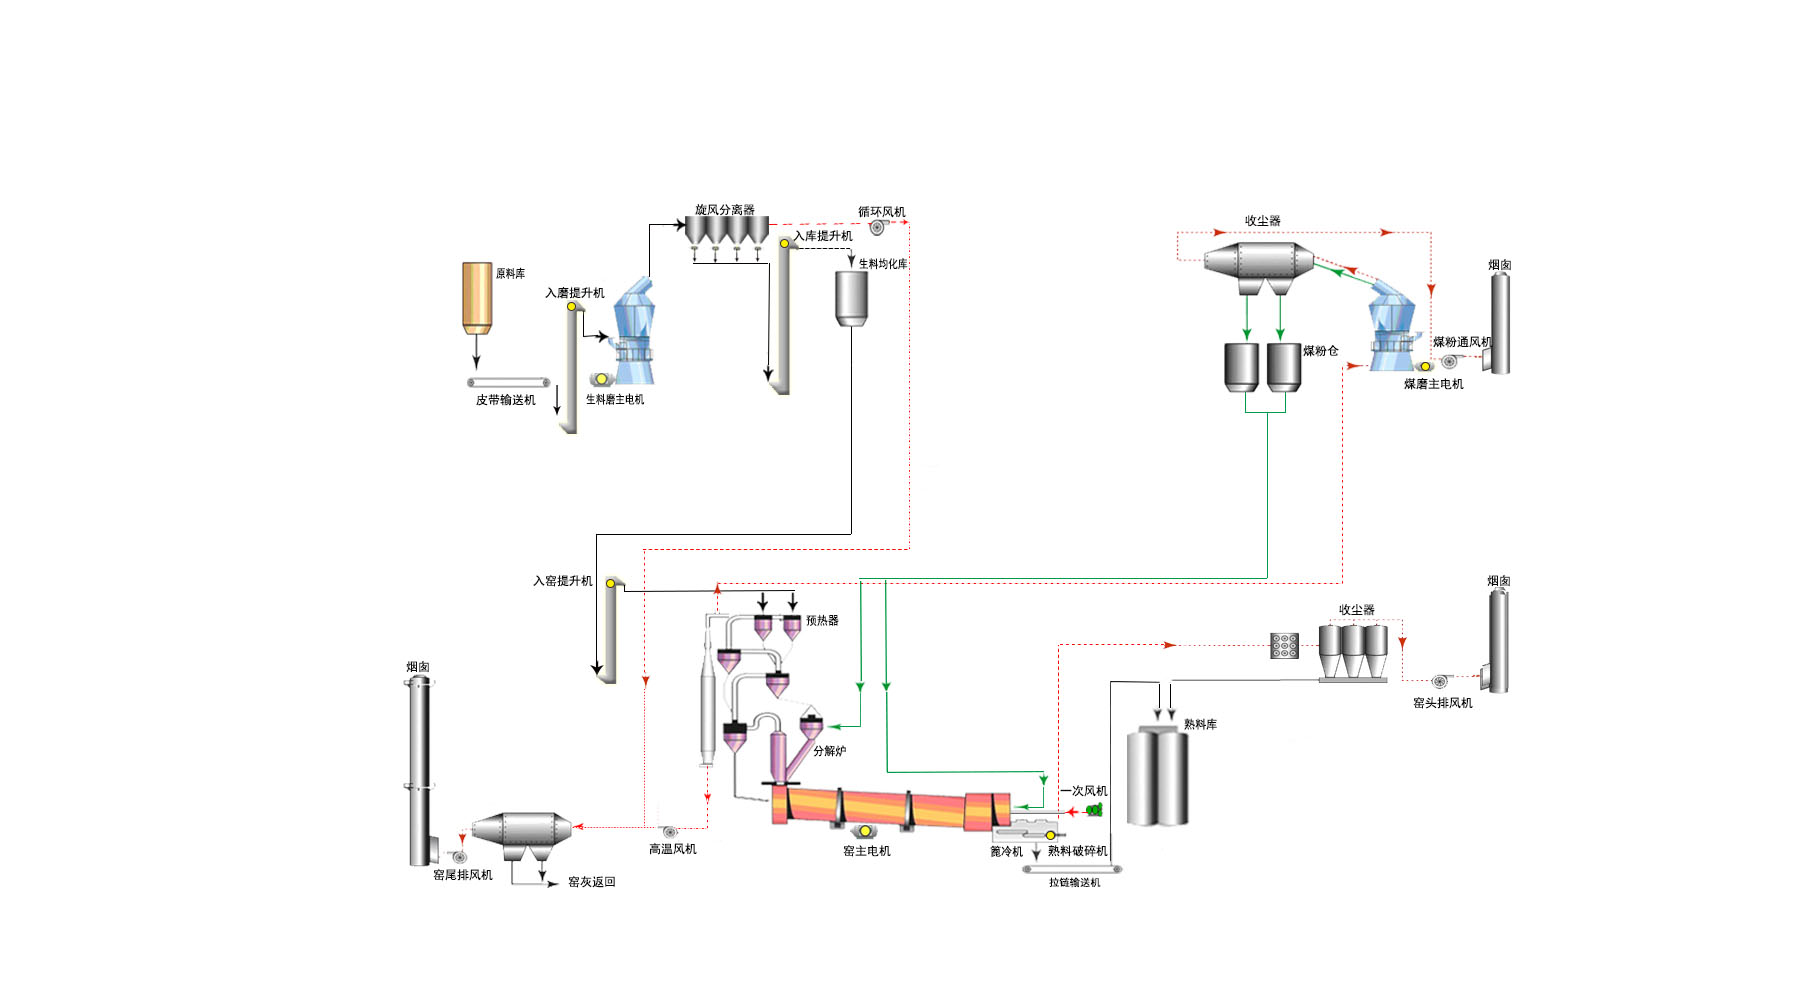 旋风分离器
循环风机
收尘器
入库提升机
生料均化库
烟囱
原料库
入磨提升机
煤粉通风机
煤粉仓
煤磨主电机
皮带输送机
生料磨主电机
入窑提升机
烟囱
收尘器
预热器
烟囱
窑头排风机
熟料库
分解炉
一次风机
高温风机
窑主电机
篦冷机
熟料破碎机
窑尾排风机
窑灰返回
拉链输送机